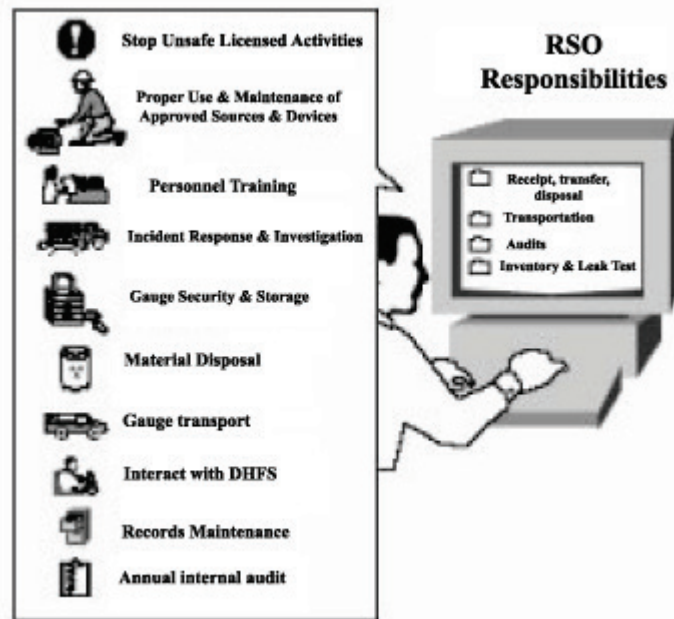 Stop Unsafe Licensed Activities
Proper Use & Maintenance of
Approved Sources & Devices
Personnel Training
Incident Response & Investigation
Gauge Security & Storage
Material Disposal
Gauge transport
Interact with DHFS
Records Maintenance
Annual internal audit
RSO
Responsibilities
Receipt, transfer,
disposal
Transportation
Audits
Inventory & Leak Test